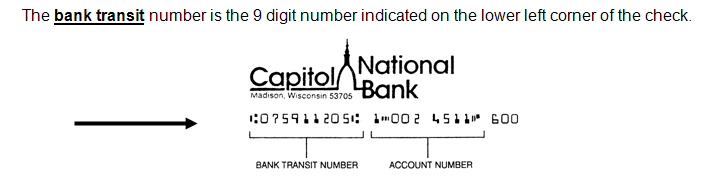 The bank transit number is the 9 digit number indicated on the lower left corner of the check.
Capitol National Bank
Madison, Wisconsin 53705
⑆075911205⑆ 1⑈002 4511⑈ 600
BANK TRANSIT NUMBER ACCOUNT NUMBER